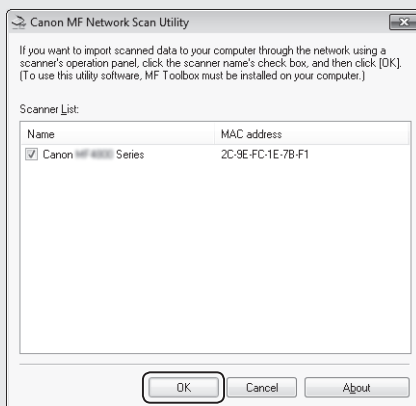 Canon MF Network Scan Utility
If you want to import scanned data to your computer through the network using a
scanner's operation panel, click the scanner name's check box, and then click [OK].
(To use this utility software, MF Toolbox must be installed on your computer.)
Scanner List:
Name MAC address
Canon Series 2C-9E-FC-1E-7B-F1
OK Cancel About